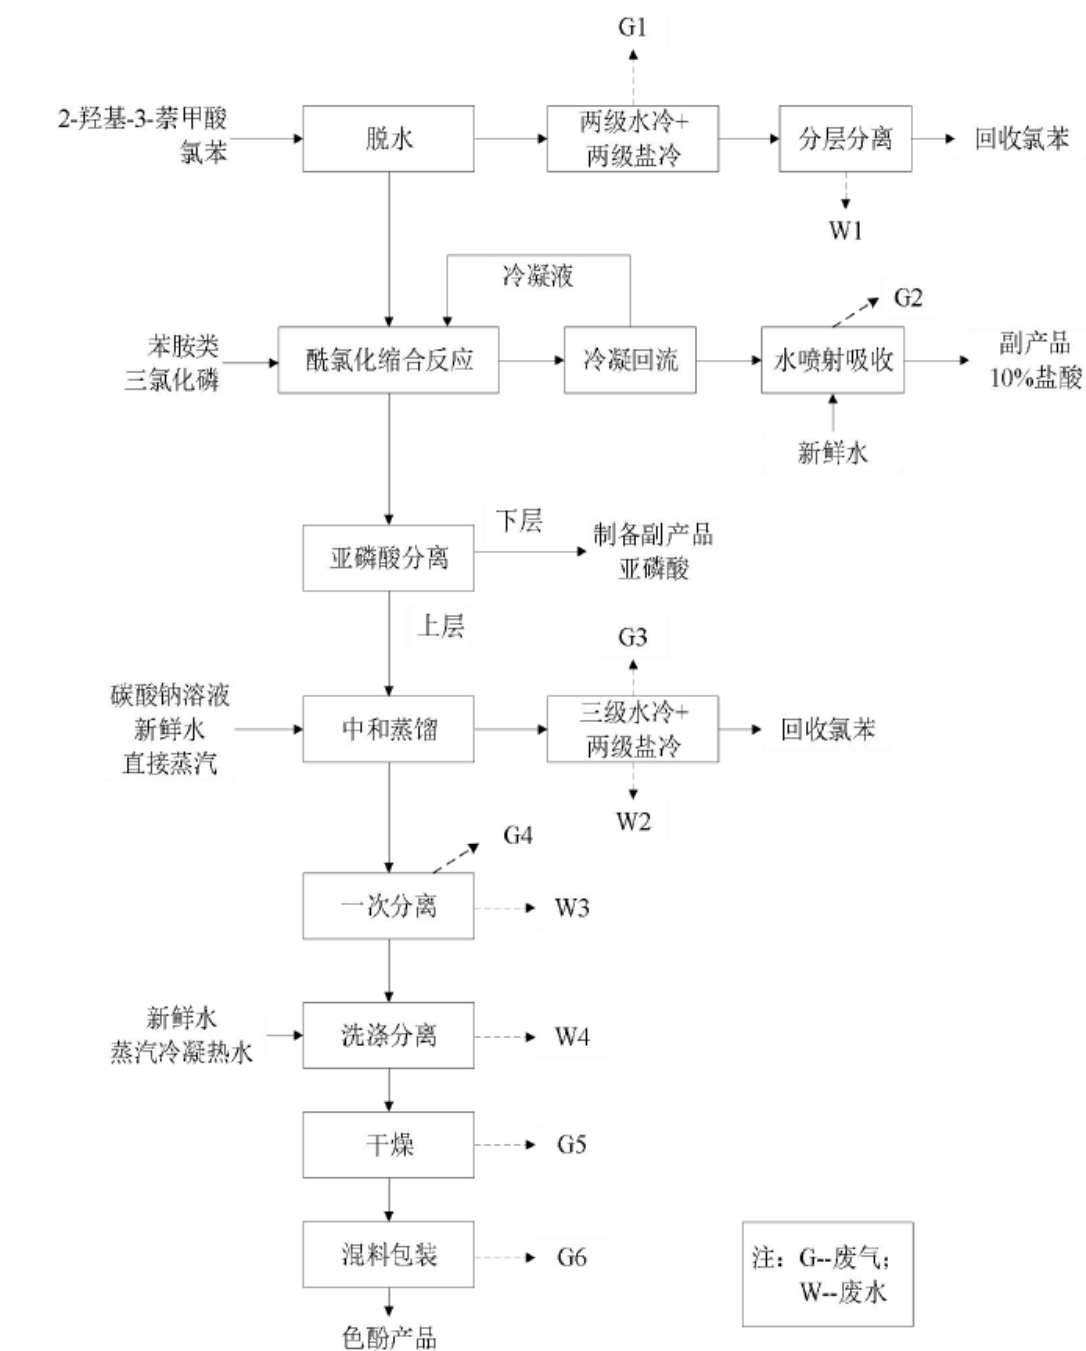 G1
2-羟基-3-萘甲酸
氯苯
脱水
两级水冷+
两级盐冷
分层分离
回收氯苯
W1
冷凝液
G2
苯胺类
三氯化磷
酰氯化缩合反应
冷凝回流
水喷射吸收
副产品
10%盐酸
新鲜水
下层
亚磷酸分离
制备副产品
亚磷酸
上层
G3
碳酸钠溶液
新鲜水
直接蒸汽
中和蒸馏
三级水冷+
两级盐冷
回收氯苯
W2
G4
一次分离
W3
新鲜水
蒸汽冷凝热水
洗涤分离
W4
干燥
G5
混料包装
G6
注：G--废气；
W--废水
色酚产品